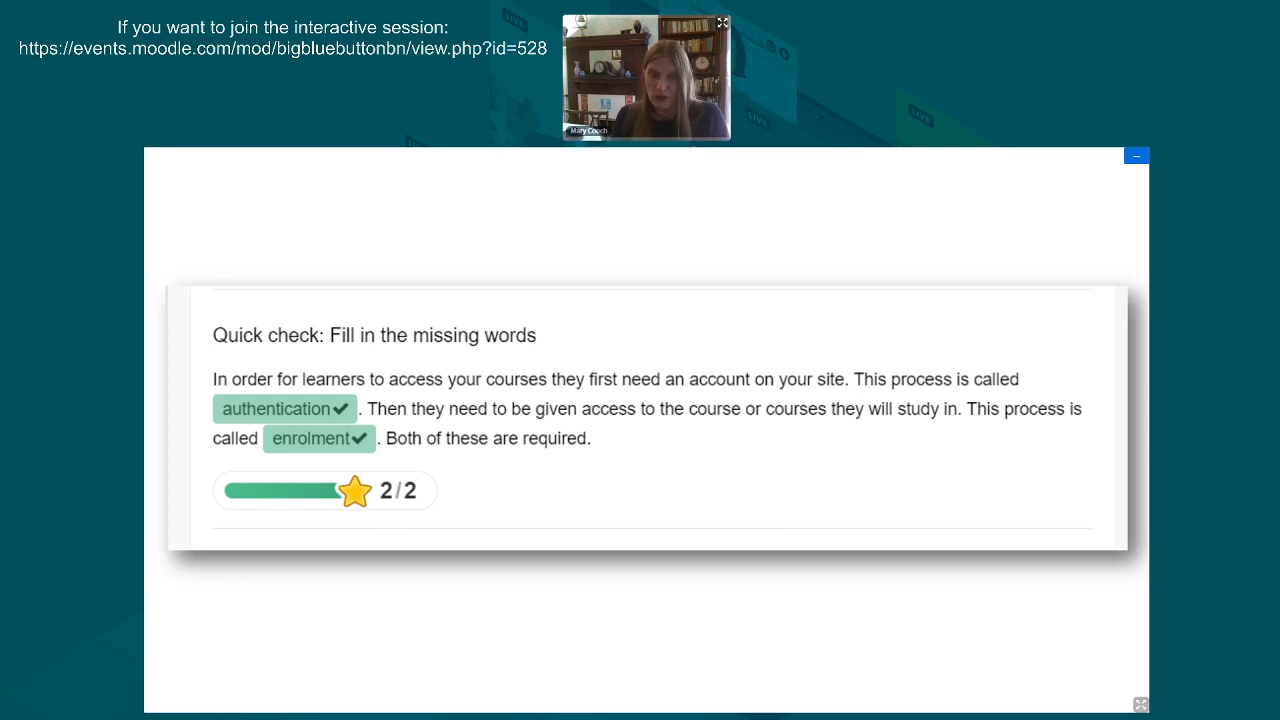 If you want to join the interactive session:
https://events.moodle.com/mod/bigbluebuttonbn/view.php?id=528
LIVE
LIVE
LIVE
Mary Cooch
Quick check: Fill in the missing words
In order for learners to access your courses they first need an account on your site. This process is called
authentication✔ . Then they need to be given access to the course or courses they will study in. This process is
called enrolment✔ . Both of these are required.
2/2